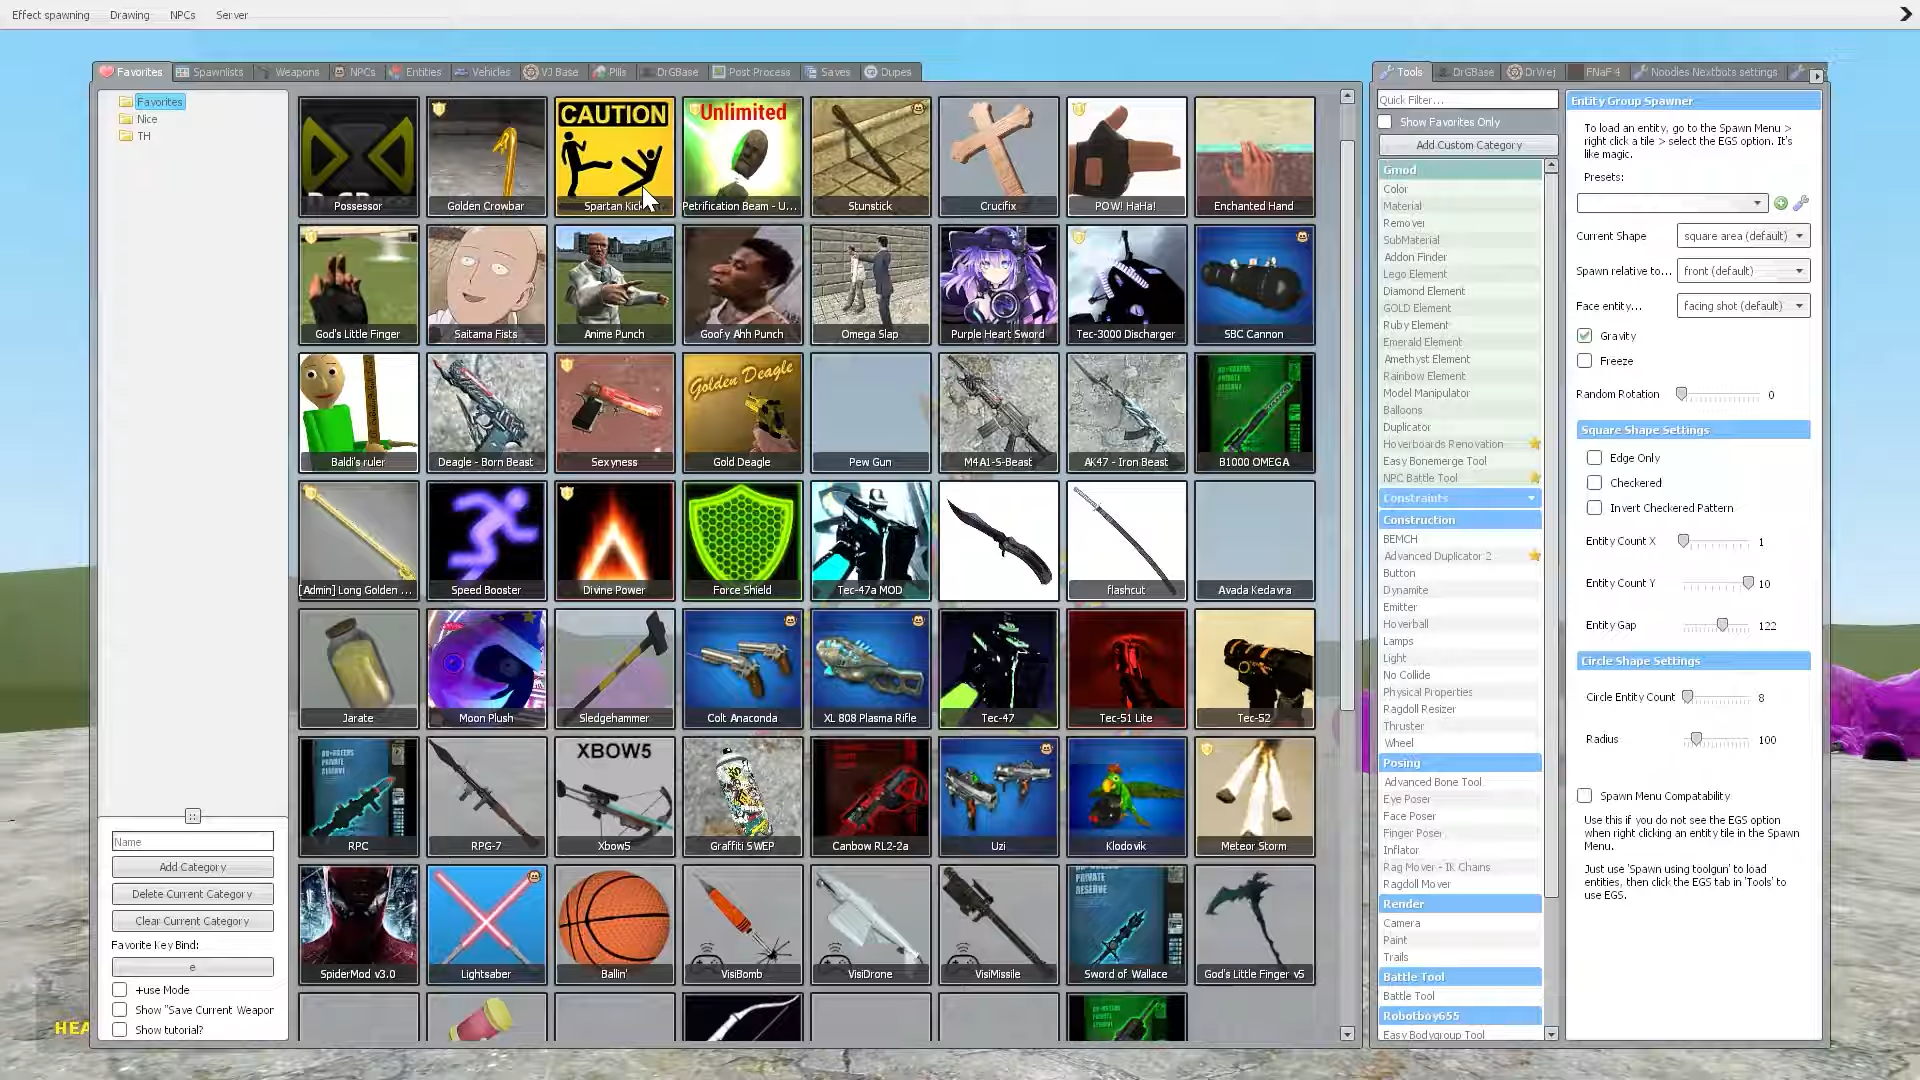 Effect spawning Drawing NPCs Server
Favorites Spawnlists Weapons NPCs Entities Vehicles VJ Base Pills DrGBase Post Process Saves Dupes
Favorites
Nice
TH
Name
Add Category
Delete Current Category
Clear Current Category
Favorite Key Bind:
e
+use Mode
Show "Save Current Weapon
Show tutorial?
HEA
CAUTION
Unlimited
Possessor Golden Crowbar Spartan Kick Petrification Beam - U... Stunstick Crucifix POW! HaHa! Enchanted Hand
God's Little Finger Saitama Fists Anime Punch Goofy Ahh Punch Omega Slap Purple Heart Sword Tec-3000 Discharger SBC Cannon
Golden Deagle
Baldi's ruler Deagle - Born Beast Sexyness Gold Deagle Pew Gun M4A1-S-Beast AK47 - Iron Beast B1000 OMEGA
[Admin] Long Golden ... Speed Booster Divine Power Force Shield Tec-47a MOD flashcut Avada Kedavra
Jarate Moon Plush Sledgehammer Colt Anaconda XL 808 Plasma Rifle Tec-47 Tec-51 Lite Tec-52
XBOW5
RPC RPG-7 Xbow5 Graffiti SWEP Canbow RL2-2a Uzi Klodovik Meteor Storm
PRIVATE
RESERVE
SpiderMod v3.0 Lightsaber Ballin' VisiBomb VisiDrone VisiMissile Sword of Wallace God's Little Finger v5
Tools DrGBase DrVrej FNaF 4 Noodles Nextbots settings
Quick Filter...
Show Favorites Only
Add Custom Category
Gmod
Color
Material
Remover
SubMaterial
Addon Finder
Lego Element
Diamond Element
GOLD Element
Ruby Element
Emerald Element
Amethyst Element
Rainbow Element
Model Manipulator
Balloons
Duplicator
Hoverboards Renovation
Easy Bonemerge Tool
NPC Battle Tool
Constraints
Construction
BEMCH
Advanced Duplicator 2
Button
Dynamite
Emitter
Hoverball
Lamps
Light
No Collide
Physical Properties
Ragdoll Resizer
Thruster
Wheel
Posing
Advanced Bone Tool
Eye Poser
Face Poser
Finger Poser
Inflator
Rag Mover - IK Chains
Ragdoll Mover
Render
Camera
Paint
Trails
Battle Tool
Battle Tool
Robotboy655
Easy Bodygroup Tool
Entity Group Spawner
To load an entity, go to the Spawn Menu >
right click a tile > select the EGS option. It's
like magic.
Presets:
Current Shape square area (default)
Spawn relative to... front (default)
Face entity... facing shot (default)
Gravity
Freeze
Random Rotation 0
Square Shape Settings
Edge Only
Checkered
Invert Checkered Pattern
Entity Count X 1
Entity Count Y 10
Entity Gap 122
Circle Shape Settings
Circle Entity Count 8
Radius 100
Spawn Menu Compatability
Use this if you do not see the EGS option
when right clicking an entity tile in the Spawn
Menu.
Just use 'Spawn using toolgun' to load
entities, then click the EGS tab in 'Tools' to
use EGS.